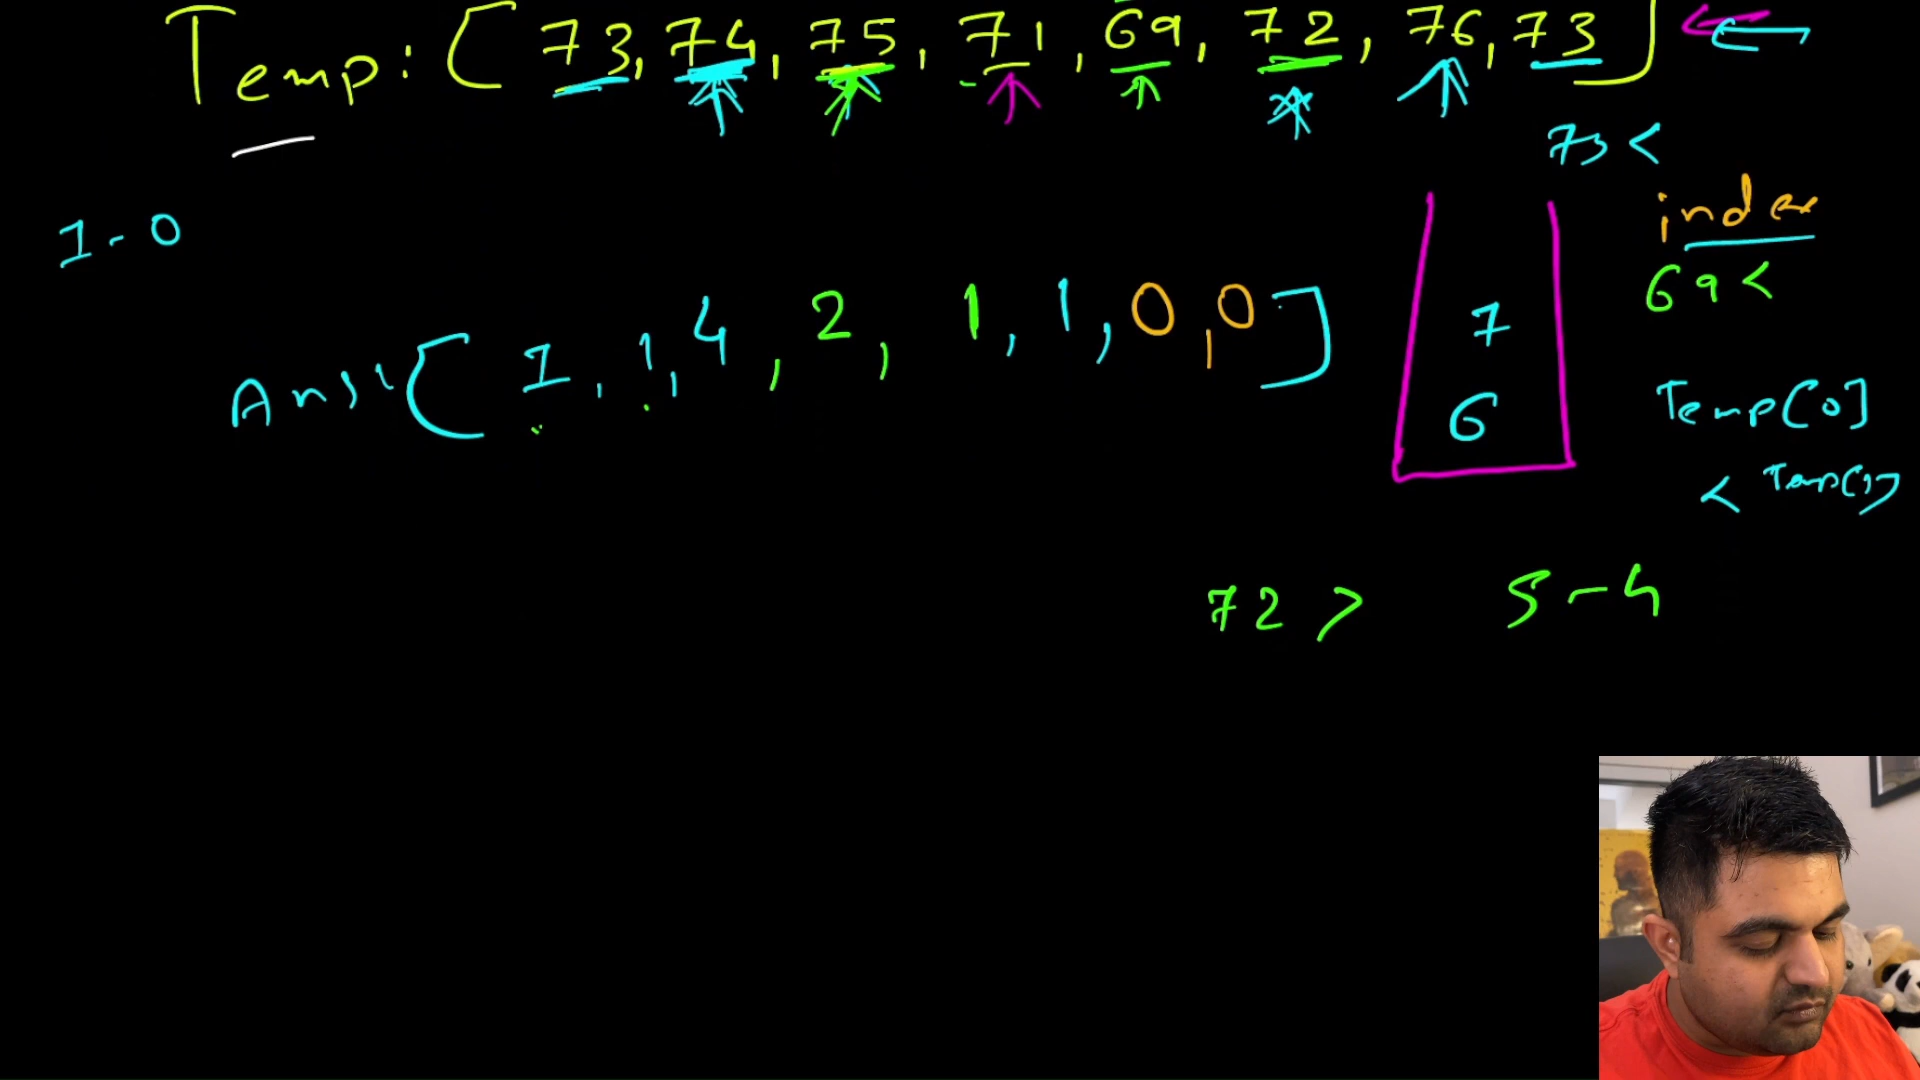 Temp: [73, 74, 75, 71, 69, 72, 76, 73]
73 <
1 - 0
index
69 <
Ans: [1, 1, 4, 2, 1, 1, 0, 0]
7
6
Temp[0]
< Temp[1]
72 >
5 - 4